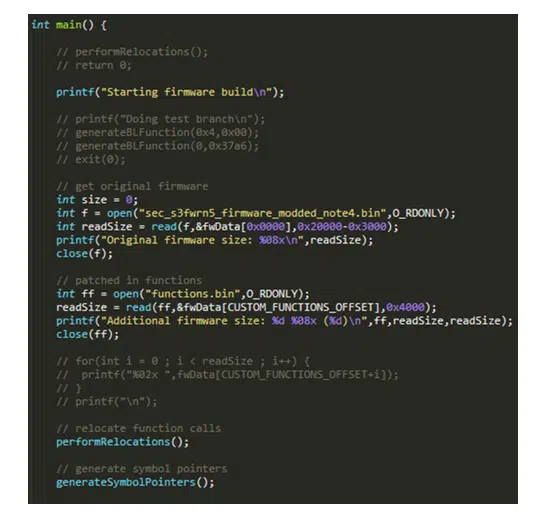 int main() {
// performRelocations();
// return 0;
printf("Starting firmware build\n");
// printf("Doing test branch\n");
// generateBLFunction(0x4,0x00);
// generateBLFunction(0,0x37a6);
// exit(0);
// get original firmware
int size = 0;
int f = open("sec_s3fwrn5_firmware_modded_note4.bin",O_RDONLY);
int readSize = read(f,&fwData[0x0000],0x20000-0x3000);
printf("Original firmware size: %08x\n",readSize);
close(f);
// patched in functions
int ff = open("functions.bin",O_RDONLY);
readSize = read(ff,&fwData[CUSTOM_FUNCTIONS_OFFSET],0x4000);
printf("Additional firmware size: %d %08x (%d)\n",ff,readSize,readSize);
close(ff);
// for(int i = 0 ; i < readSize ; i++) {
//  printf("%02x ",fwData[CUSTOM_FUNCTIONS_OFFSET+i]);
// }
// printf("\n");
// relocate function calls
performRelocations();
// generate symbol pointers
generateSymbolPointers();